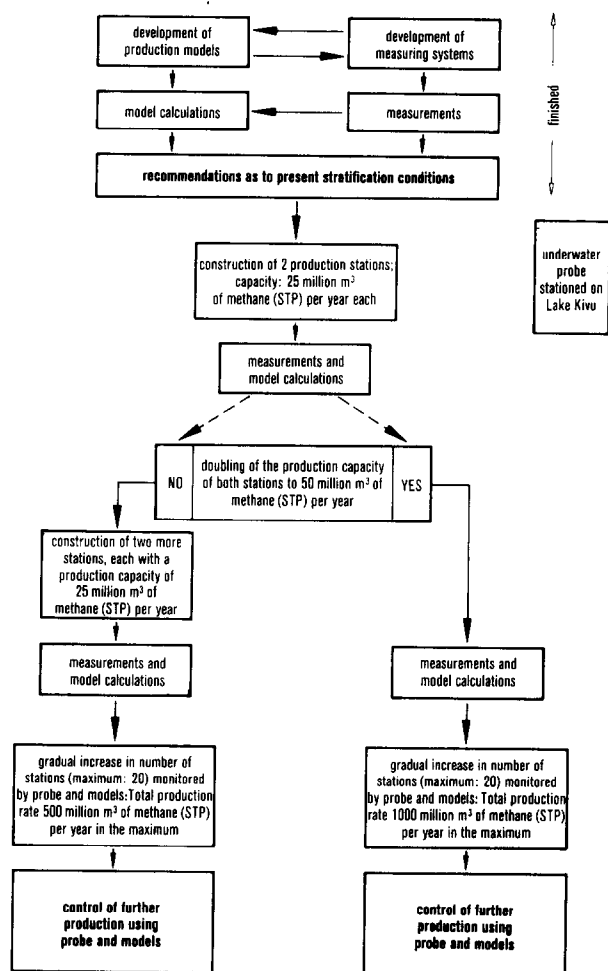 development of
production models
development of
measuring systems
model calculations
measurements
finished
recommendations as to present stratification conditions
construction of 2 production stations;
capacity: 25 million m³
of methane (STP) per year each
underwater
probe
stationed on
Lake Kivu
measurements and
model calculations
NO
doubling of the production capacity
of both stations to 50 million m³ of
methane (STP) per year
YES
construction of two more
stations, each with a
production capacity of
25 million m³ of
methane (STP) per year
measurements and
model calculations
measurements and
model calculations
gradual increase in number of
stations (maximum: 20) monitored
by probe and models: Total production
rate 500 million m³ of methane (STP)
per year in the maximum
gradual increase in number of
stations (maximum: 20) monitored
by probe and models: Total production
rate 1000 million m³ of methane (STP)
per year in the maximum
control of further
production using
probe and models
control of further
production using
probe and models